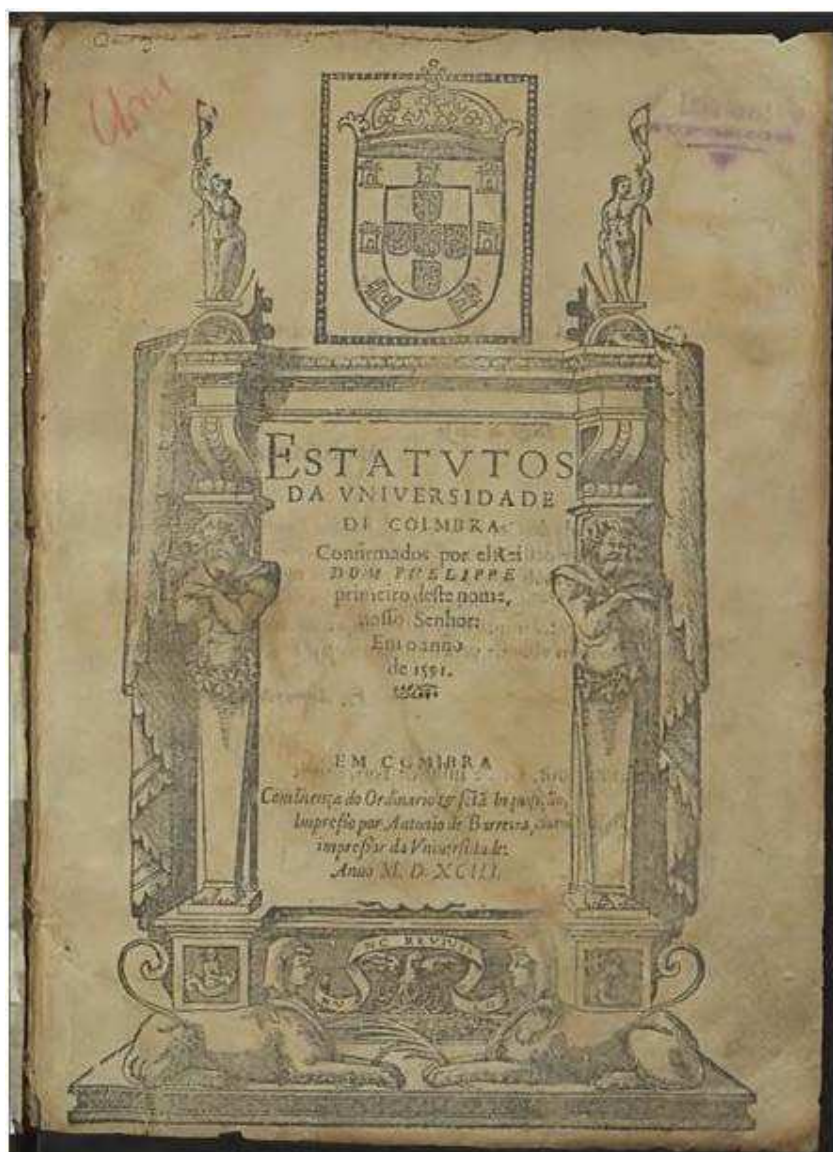 ESTATVTOS
DA VNIVERSIDADE
DE COIMBRA
Confirmados por el Rei
DOM PHELIPPE
primeiro deste nome,
nosso Senhor:
Em o anno
de 1591.
EM COIMBRA
Com licença do Ordinario & Inquisição,
Impresso por Antonio de Barreira,
impressor da Vniversidade.
Anno M. D. XCIII.